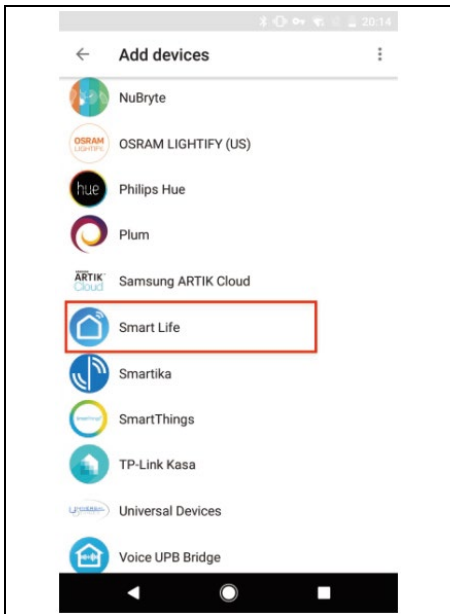 20:14
Add devices
NuBryte
OSRAM
LIGHTIFY
OSRAM LIGHTIFY (US)
hue
Philips Hue
Plum
ARTIK
Cloud
Samsung ARTIK Cloud
Smart Life
Smartika
SmartThings
TP-Link Kasa
Universal Devices
Voice UPB Bridge